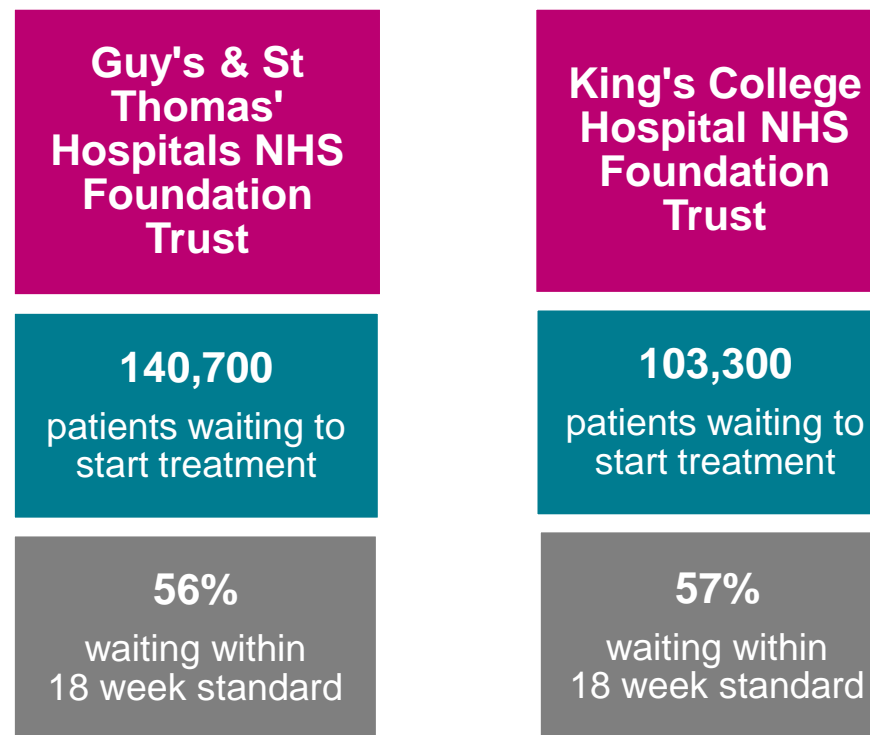 Guy's & St
Thomas'
Hospitals NHS
Foundation
Trust
140,700
patients waiting to
start treatment
56%
waiting within
18 week standard
King's College
Hospital NHS
Foundation
Trust
103,300
patients waiting to
start treatment
57%
waiting within
18 week standard